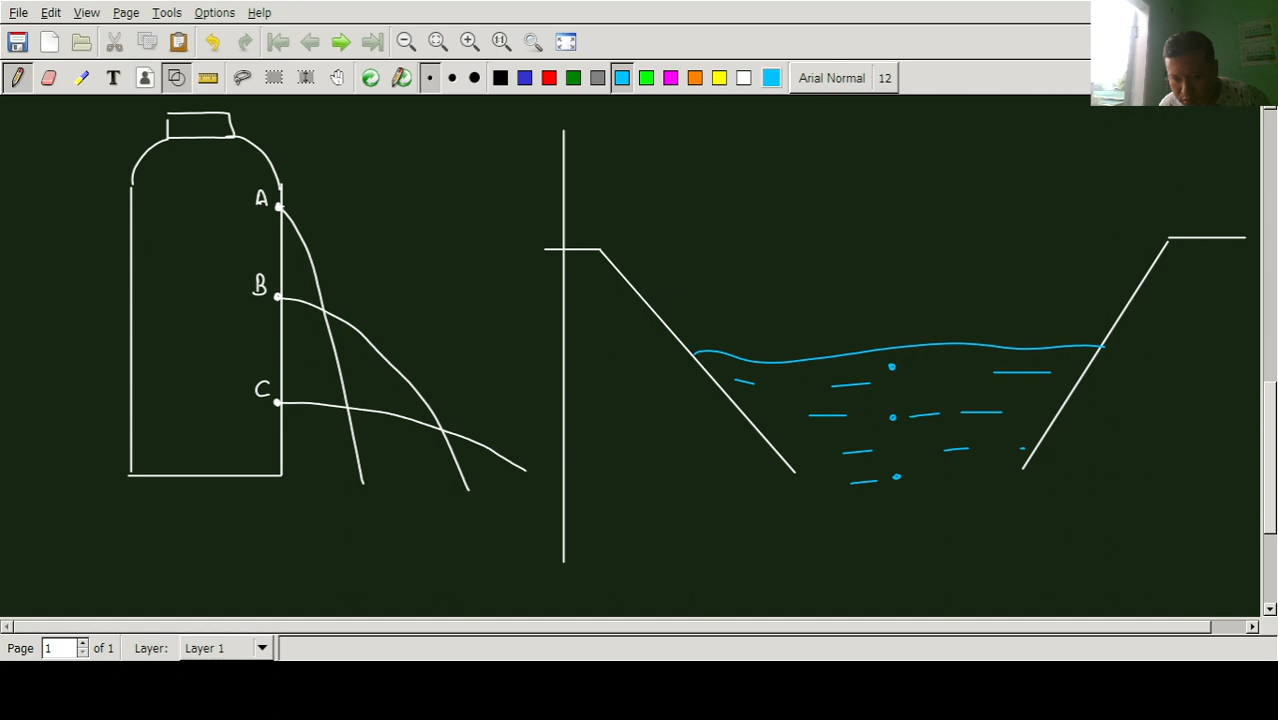 File Edit View Page Tools Options Help
Arial Normal 12
A
B
C
Page 1 of 1 Layer: Layer 1